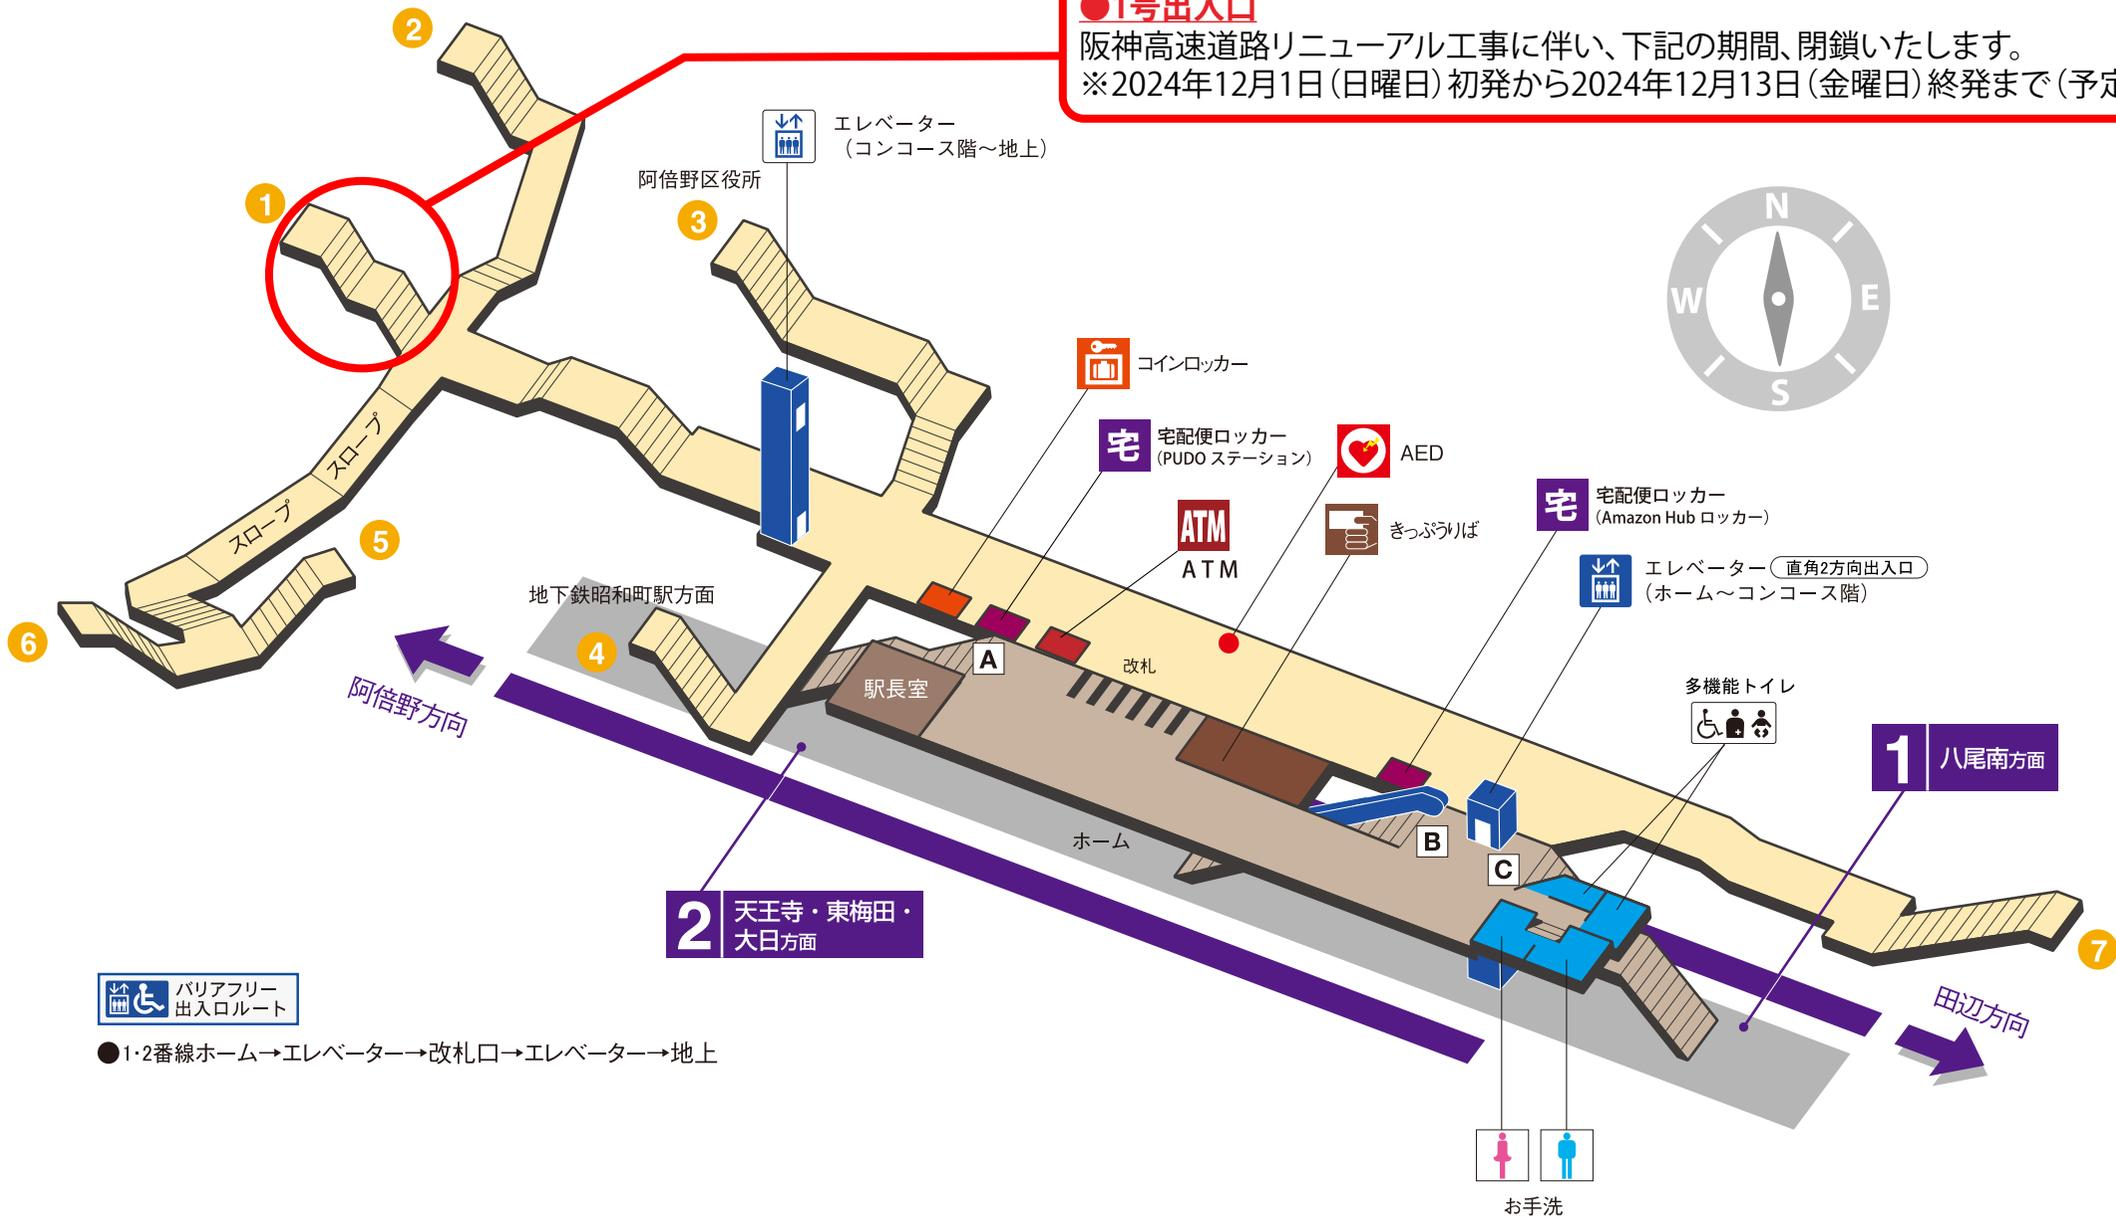 ●1号出入口
阪神高速道路リニューアル工事に伴い、下記の期間、閉鎖いたします。
※2024年12月1日(日曜日)初発から2024年12月13日(金曜日)終発まで(予定
2
エレベーター
(コンコース階~地上)
阿倍野区役所
1
3
N
W
E
S
コインロッカー
宅
宅配便ロッカー
(PUDO ステーション)
AED
ATM
ATM
きっぷうりば
宅
宅配便ロッカー
(Amazon Hub ロッカー)
エレベーター 直角2方向出入口
(ホーム~コンコース階)
スロープ
スロープ
5
地下鉄昭和町駅方面
6
4
阿倍野方向
駅長室
A
改札
多機能トイレ
1 八尾南方面
ホーム
B
C
2 天王寺・東梅田・
大日方面
7
田辺方向
バリアフリー
出入口ルート
●1・2番線ホーム→エレベーター→改札口→エレベーター→地上
お手洗